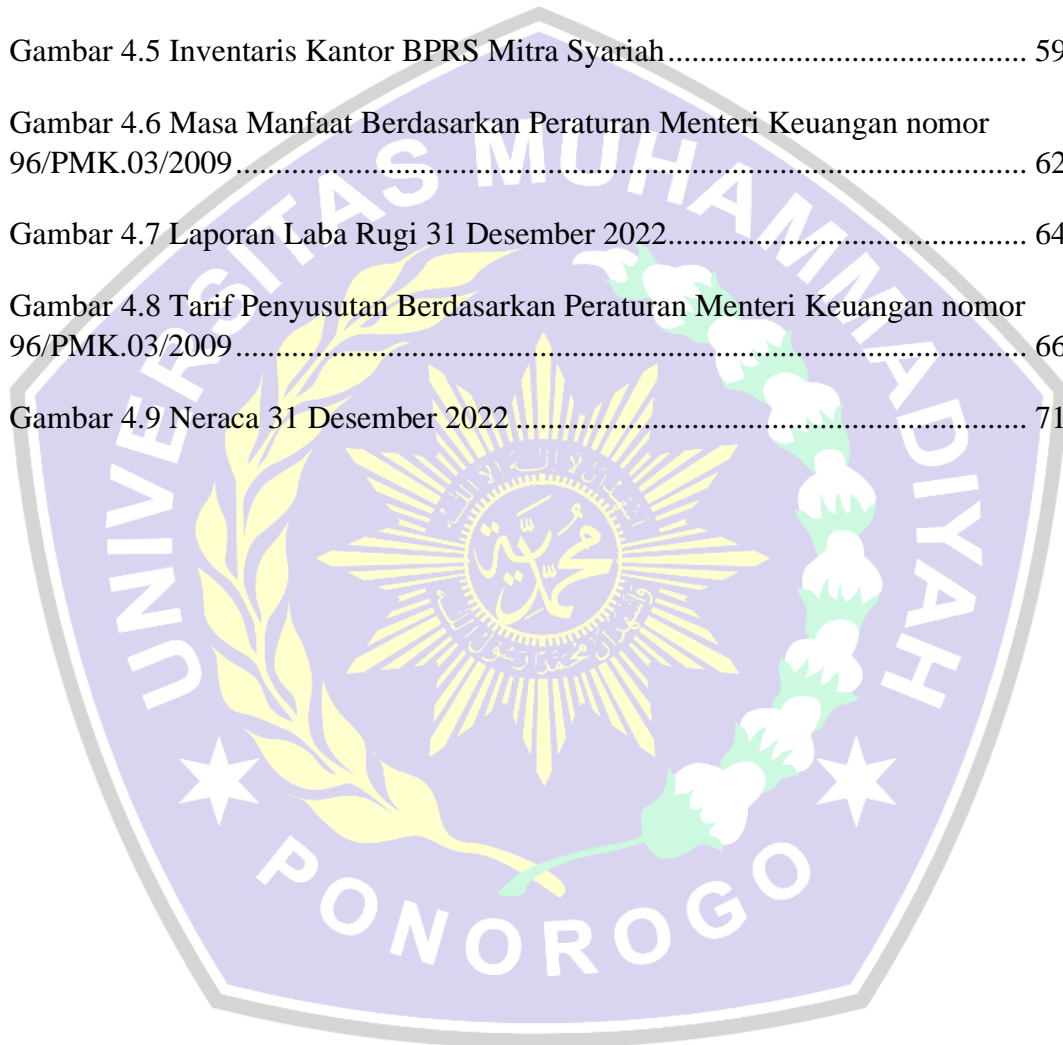 Gambar 4.5 Inventaris Kantor BPRS Mitra Syariah.......................................... 59
Gambar 4.6 Masa Manfaat Berdasarkan Peraturan Menteri Keuangan nomor
96/PMK.03/2009............................................................................................ 62
Gambar 4.7 Laporan Laba Rugi 31 Desember 2022.......................................... 64
Gambar 4.8 Tarif Penyusutan Berdasarkan Peraturan Menteri Keuangan nomor
96/PMK.03/2009............................................................................................ 66
Gambar 4.9 Neraca 31 Desember 2022 ............................................................ 71
UNIVERSITAS MUHAMMADIYAH
PONOROGO
محمدية